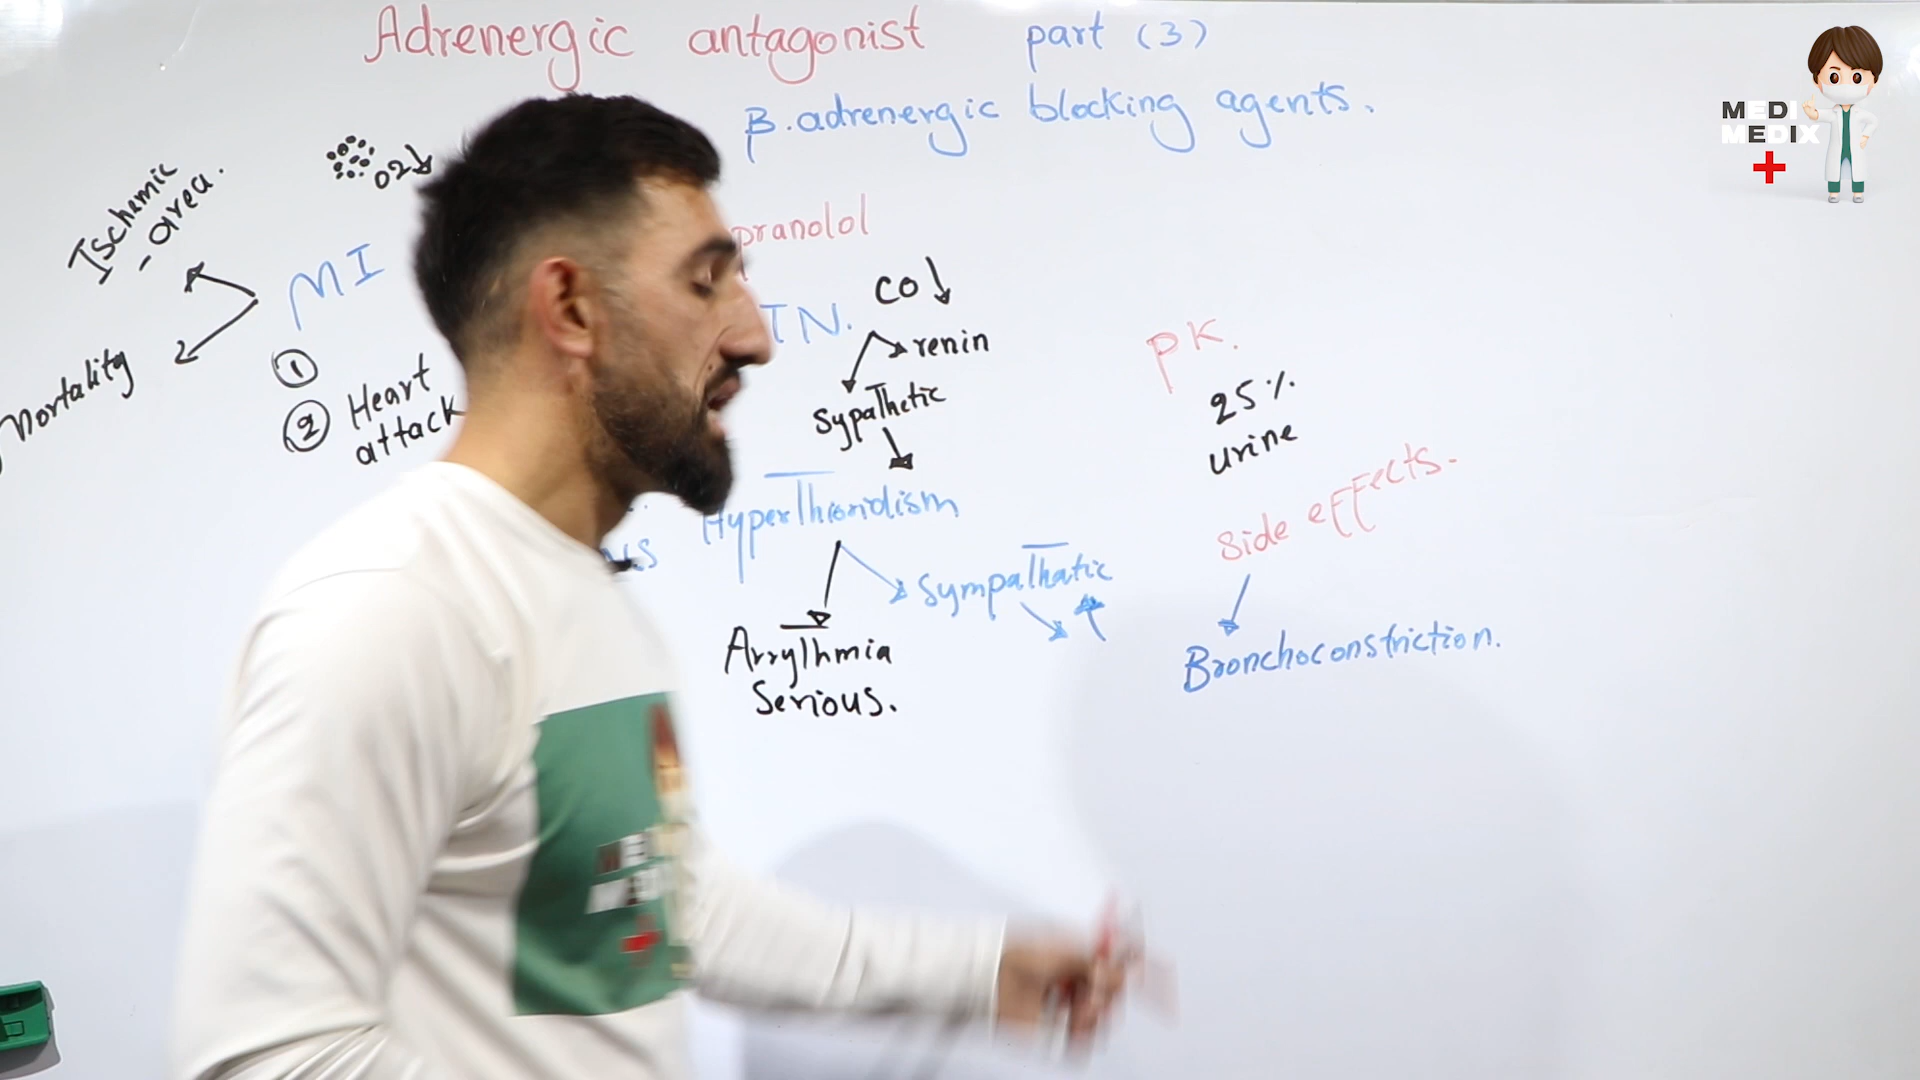 Adrenergic antagonist part (3)
β.adrenergic blocking agents.
MEDI
MEDIX
O2↓
Ischemic
-area.
pranolol
MI
CO↓
TN.
renin
PK.
Mortality
①
② Heart
attack
Sypathetic
25%
urine
Side effects.
Sympathatic
Bronchoconstriction.
Arrythmia
Serious.